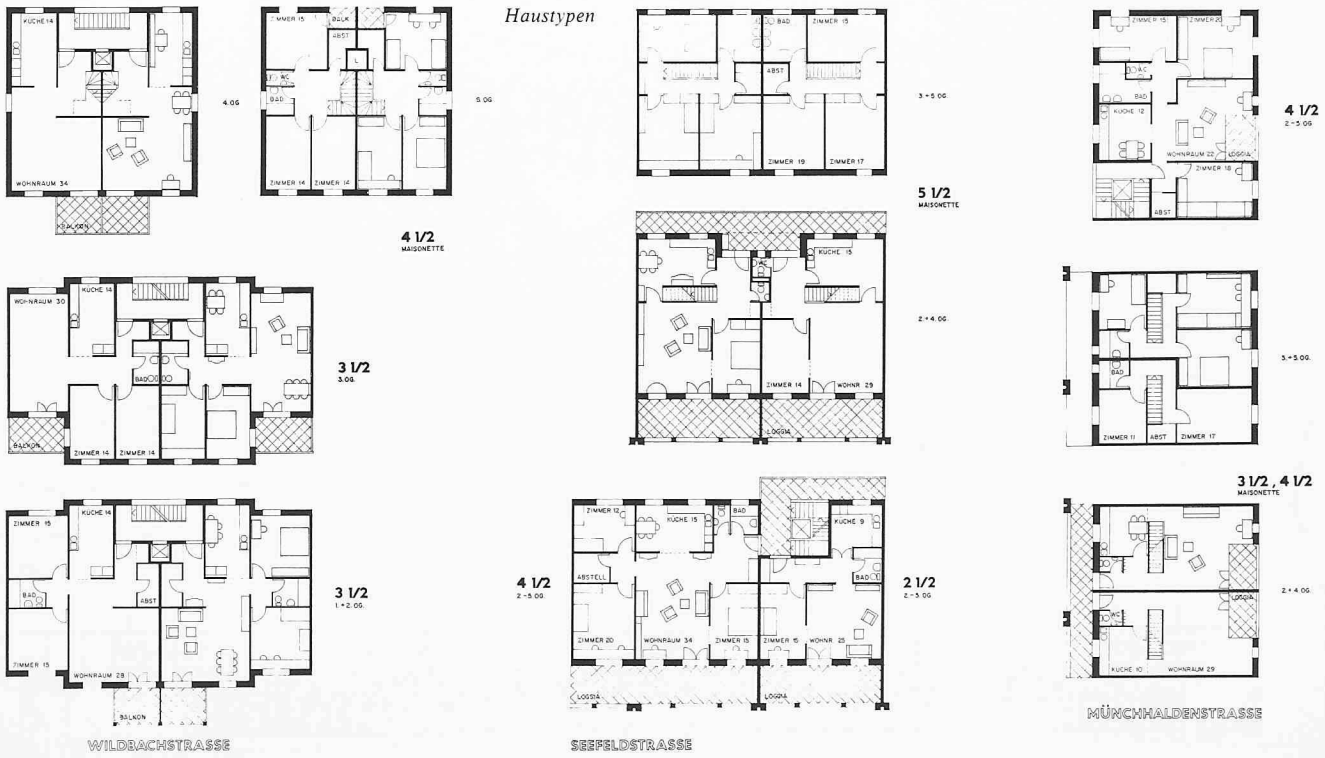 Haustypen
KÜCHE 14
WOHNRAUM 34
BALKON
4. OG
ZIMMER 15
BALK
ABST
L
WC
BAD
ZIMMER 14
ZIMMER 14
5. OG
4 1/2
MAISONETTE
WOHNRAUM 30
KÜCHE 14
BAD
BALKON
ZIMMER 14
ZIMMER 14
3 1/2
3. OG.
ZIMMER 15
KÜCHE 14
BAD
ABST
ZIMMER 15
WOHNRAUM 28
BALKON
3 1/2
1. + 2. OG.
WILDBACHSTRASSE
BAD
ZIMMER 15
ABST
ZIMMER 19
ZIMMER 17
3. + 5. OG.
5 1/2
MAISONETTE
WC
KÜCHE 15
ZIMMER 14
WOHNR. 29
LOGGIA
2. + 4. OG.
ZIMMER 12
KÜCHE 15
BAD
KÜCHE 9
ABSTELL
BAD
ZIMMER 20
WOHNRAUM 34
ZIMMER 15
ZIMMER 15
WOHNR. 25
LOGGIA
LOGGIA
4 1/2
2.-5. OG
2 1/2
2.-5. OG
SEEFELDSTRASSE
ZIMMER 15
ZIMMER 20
WC
BAD
KÜCHE 12
WOHNRAUM 22
LOGGIA
ZIMMER 18
ABST
4 1/2
2.-5. OG
BAD
ZIMMER 11
ABST
ZIMMER 17
3. + 5. OG.
3 1/2, 4 1/2
MAISONETTE
LOGGIA
WC
KÜCHE 10
WOHNRAUM 29
2. + 4. OG.
MÜNCHHALDENSTRASSE